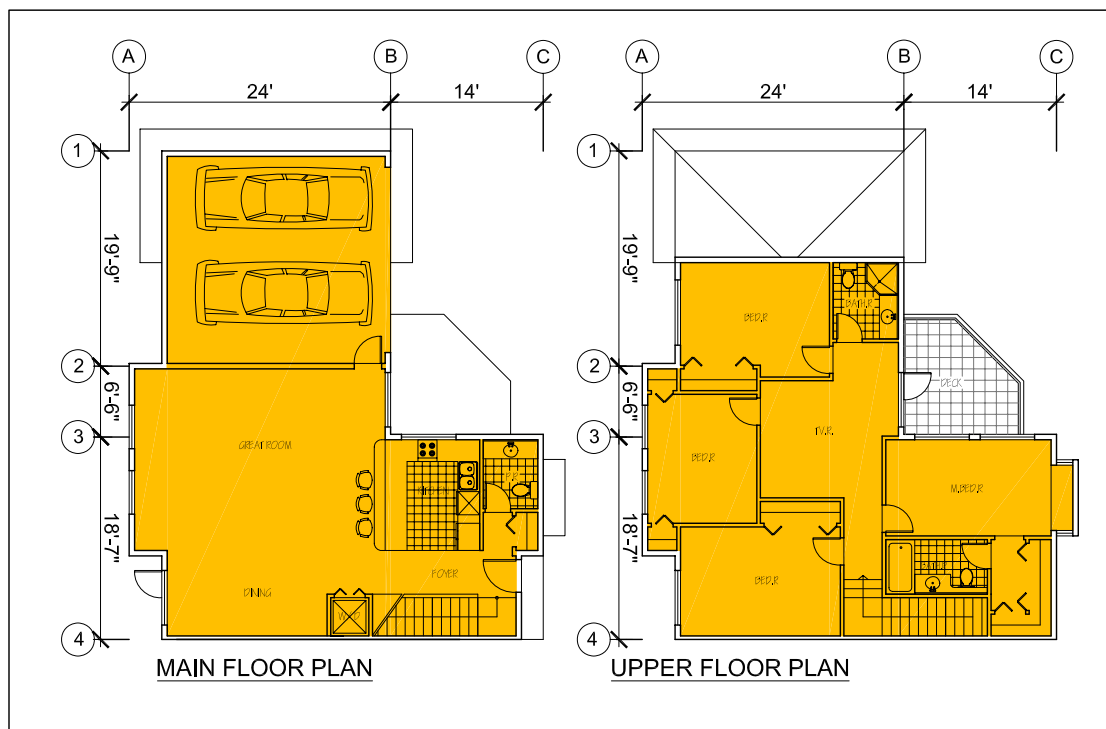 A B C
24' 14'
1
19'-9"
2
6'-6"
3
18'-7"
4
GREAT ROOM
KITCHEN
P.R
FOYER
DINING
W/D
MAIN FLOOR PLAN
A B C
24' 14'
1
19'-9"
2
6'-6"
3
18'-7"
4
BED.R
BATH.R
DECK
T.V.R.
BED.R
M.BED.R
BED.R
BATH.R
UPPER FLOOR PLAN